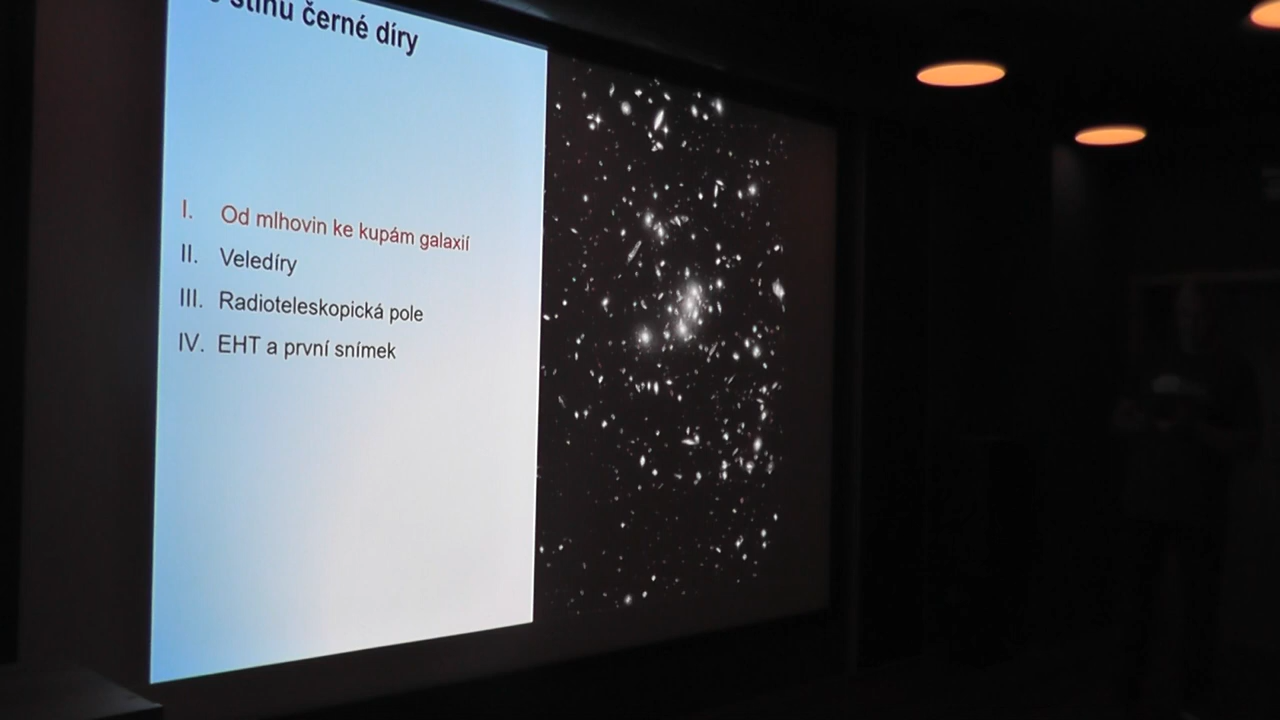 stínu černé díry
I. Od mlhovin ke kupám galaxií
II. Veledíry
III. Radioteleskopická pole
IV. EHT a první snímek